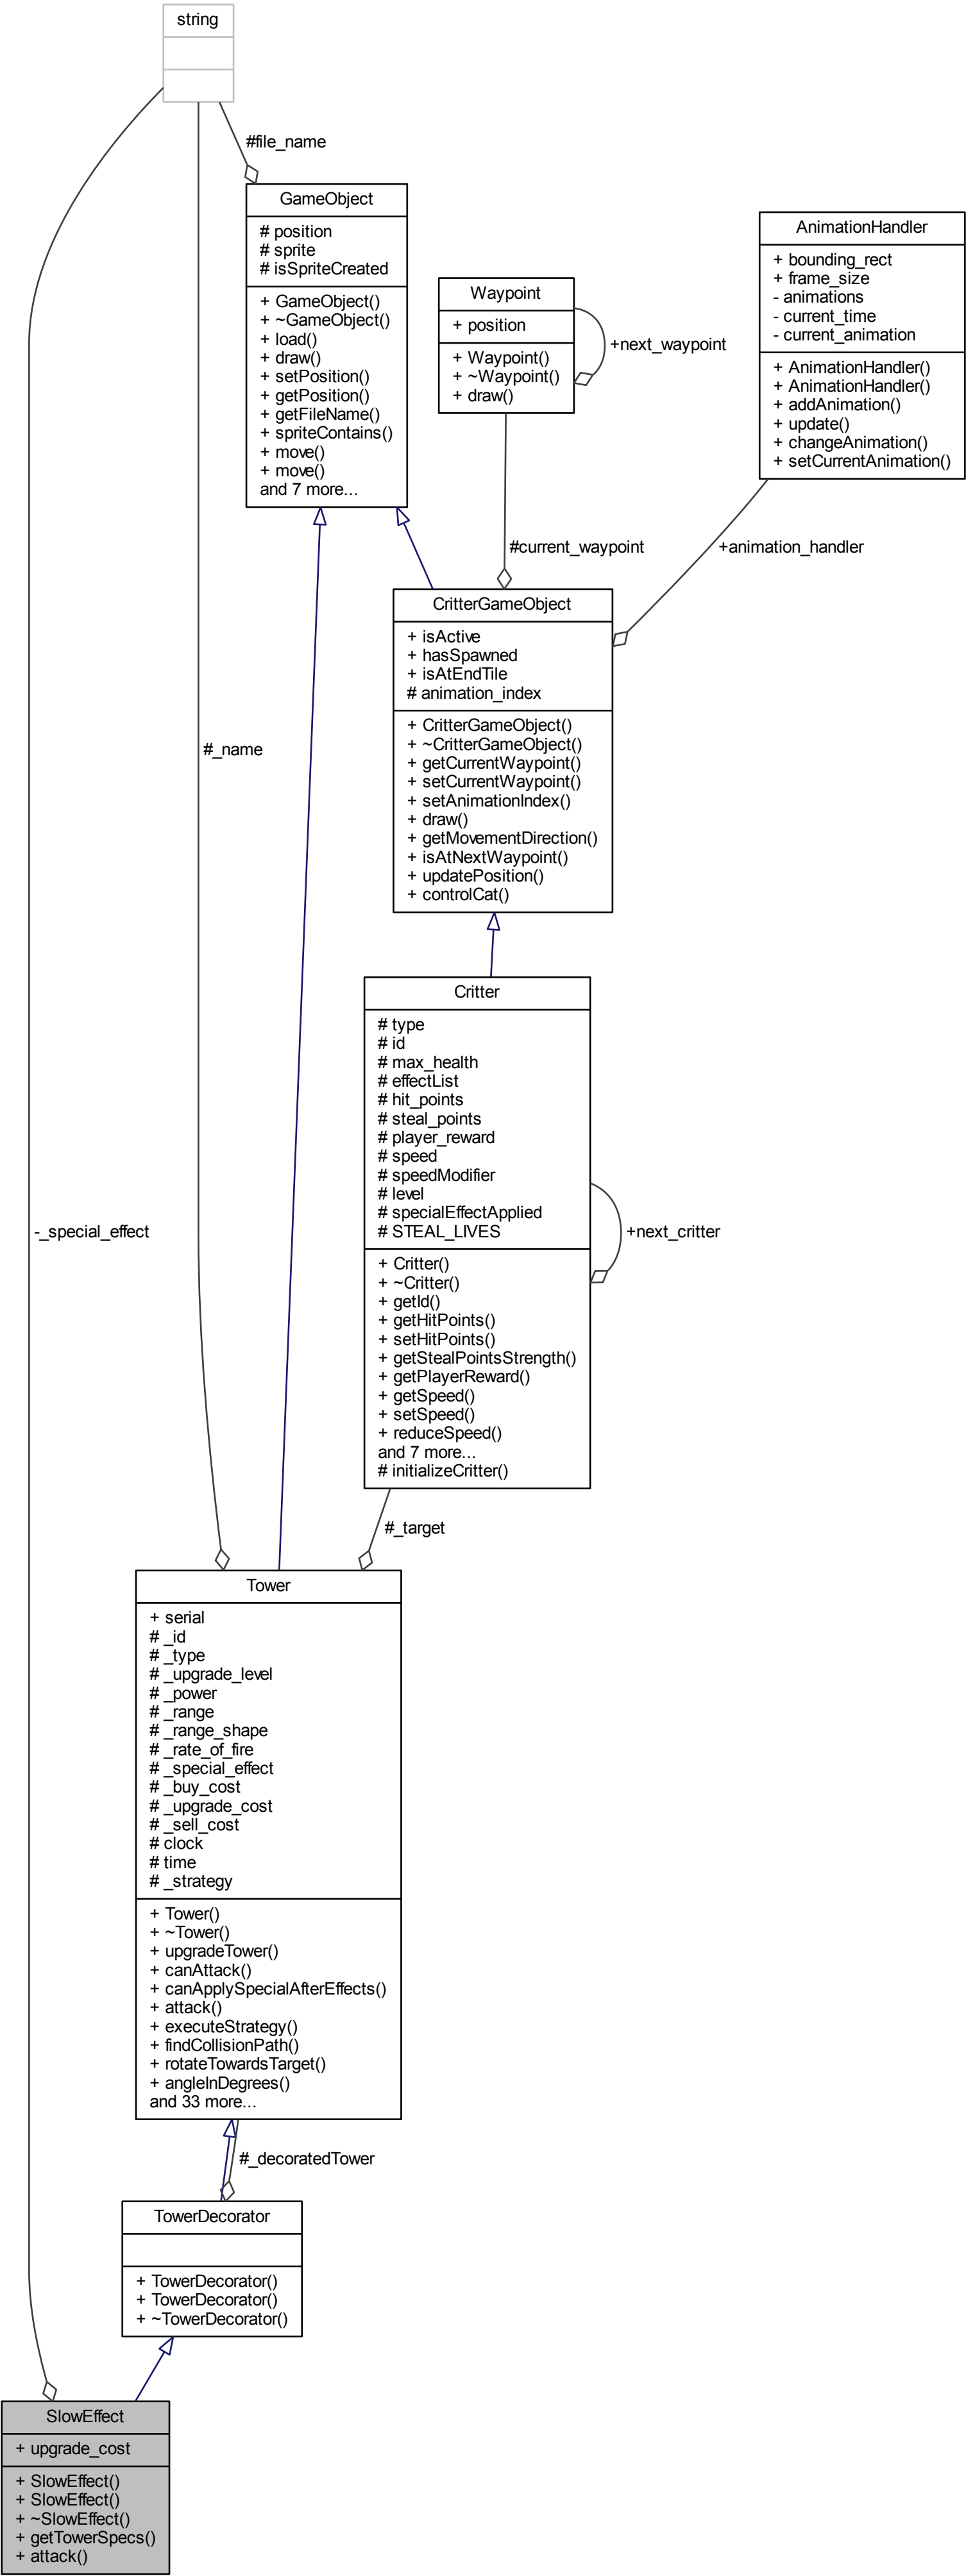 string
#file_name
GameObject
# position
# sprite
# isSpriteCreated
+ GameObject()
+ ~GameObject()
+ load()
+ draw()
+ setPosition()
+ getPosition()
+ getFileName()
+ spriteContains()
+ move()
+ move()
and 7 more...
Waypoint
+ position
+ Waypoint()
+ ~Waypoint()
+ draw()
+next_waypoint
AnimationHandler
+ bounding_rect
+ frame_size
- animations
- current_time
- current_animation
+ AnimationHandler()
+ AnimationHandler()
+ addAnimation()
+ update()
+ changeAnimation()
+ setCurrentAnimation()
#current_waypoint
+animation_handler
CritterGameObject
+ isActive
+ hasSpawned
+ isAtEndTile
# animation_index
+ CritterGameObject()
+ ~CritterGameObject()
+ getCurrentWaypoint()
+ setCurrentWaypoint()
+ setAnimationIndex()
+ draw()
+ getMovementDirection()
+ isAtNextWaypoint()
+ updatePosition()
+ controlCat()
#_name
Critter
# type
# id
# max_health
# effectList
# hit_points
# steal_points
# player_reward
# speed
# speedModifier
# level
# specialEffectApplied
# STEAL_LIVES
+ Critter()
+ ~Critter()
+ getId()
+ getHitPoints()
+ setHitPoints()
+ getStealPointsStrength()
+ getPlayerReward()
+ getSpeed()
+ setSpeed()
+ reduceSpeed()
and 7 more...
# initializeCritter()
+next_critter
-_special_effect
#_target
Tower
+ serial
# _id
# _type
# _upgrade_level
# _power
# _range
# _range_shape
# _rate_of_fire
# _special_effect
# _buy_cost
# _upgrade_cost
# _sell_cost
# clock
# time
# _strategy
+ Tower()
+ ~Tower()
+ upgradeTower()
+ canAttack()
+ canApplySpecialAfterEffects()
+ attack()
+ executeStrategy()
+ findCollisionPath()
+ rotateTowardsTarget()
+ angleInDegrees()
and 33 more...
#_decoratedTower
TowerDecorator
+ TowerDecorator()
+ TowerDecorator()
+ ~TowerDecorator()
SlowEffect
+ upgrade_cost
+ SlowEffect()
+ SlowEffect()
+ ~SlowEffect()
+ getTowerSpecs()
+ attack()